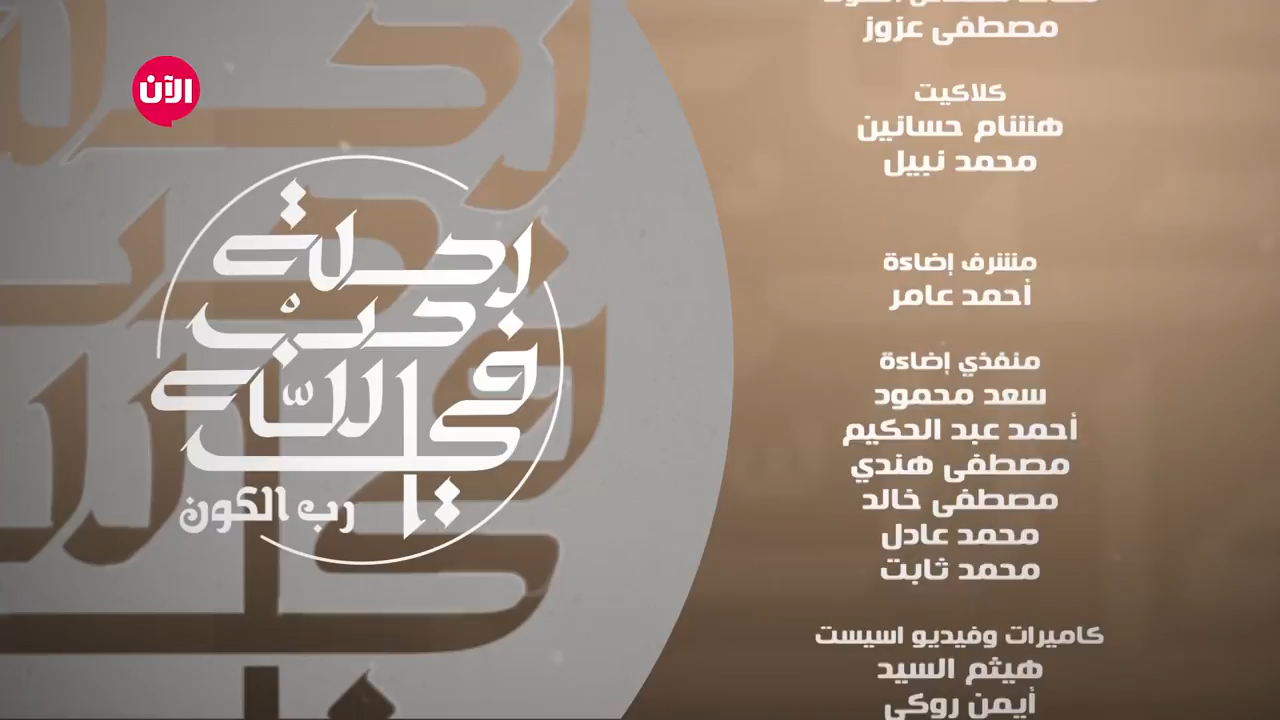 الآن
رحلة
حب
في الله
يا
رب الكون
مصطفى عزوز
كلاكيت
هشام حسانين
محمد نبيل
مشرف إضاءة
أحمد عامر
منفذي إضاءة
سعد محمود
أحمد عبد الحكيم
مصطفى هندي
مصطفى خالد
محمد عادل
محمد ثابت
كاميرات وفيديو اسيست
هيثم السيد
أيمن روكي